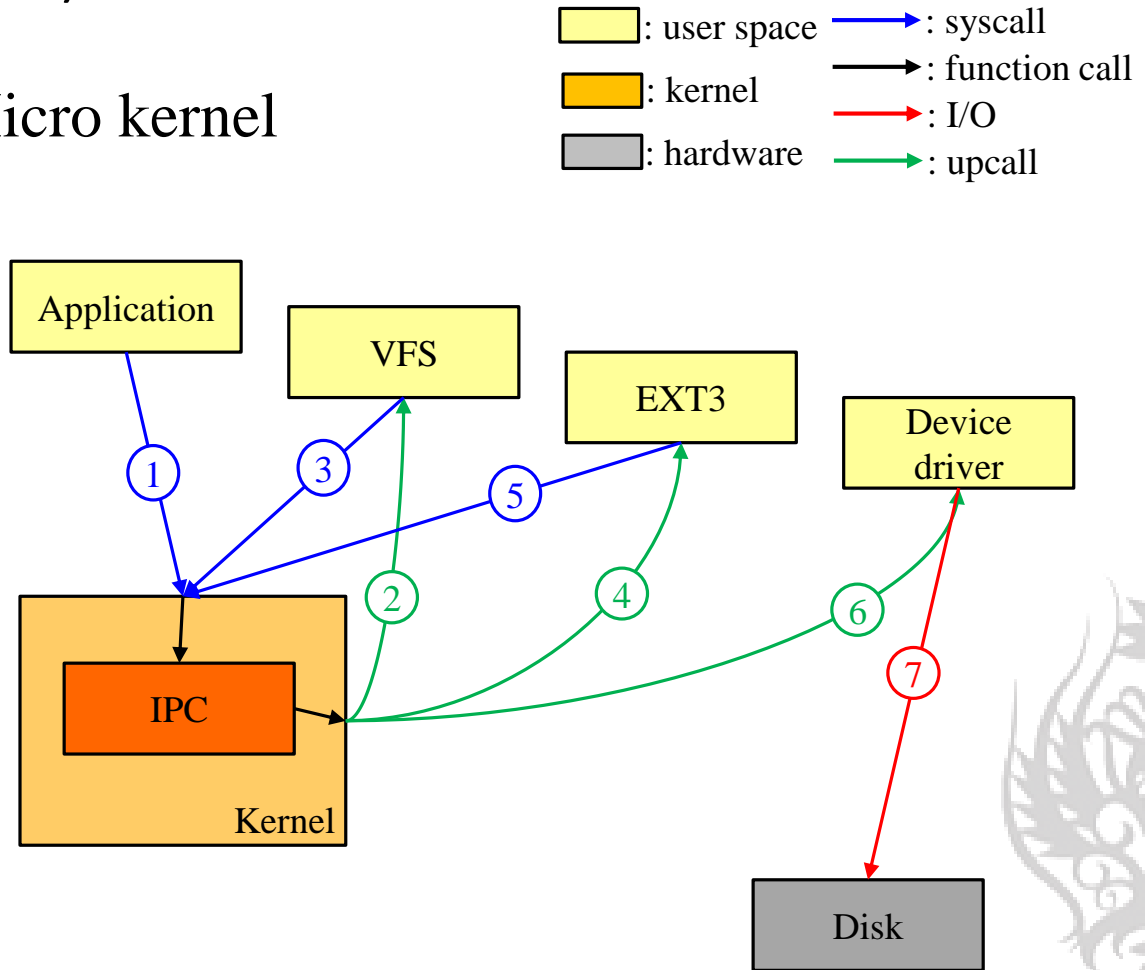 : user space
: syscall
: function call
: kernel
: I/O
: hardware
: upcall
icro kernel
Application
VFS
EXT3
Device
driver
1
3
5
2
4
6
7
IPC
Kernel
Disk